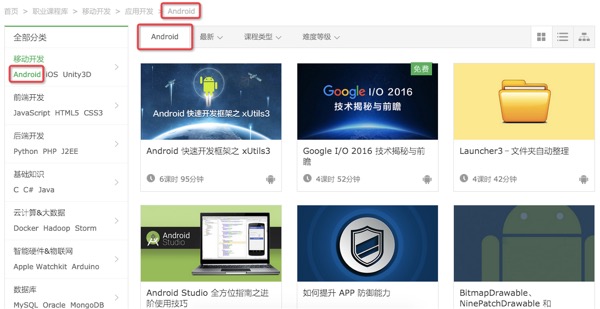 首页 > 职业课程库 > 移动开发 > 应用开发 > Android
全部分类
移动开发
Android iOS Unity3D
前端开发
JavaScript HTML5 CSS3
后端开发
Python PHP J2EE
基础知识
C C# Java
云计算&大数据
Docker Hadoop Storm
智能硬件&物联网
Apple Watchkit Arduino
数据库
MySQL Oracle MongoDB
Android 最新 课程类型 难度等级
Android 快速开发框架之 xUtils3
Android 快速开发框架之 xUtils3
6课时 95分钟
免费
Google I/O 2016
技术揭秘与前瞻
Google I/O 2016 技术揭秘与前
瞻
4课时 52分钟
Launcher3 – 文件夹自动整理
4课时 42分钟
Android
Studio
Android Studio 全方位指南之进
阶使用技巧
如何提升 APP 防御能力
BitmapDrawable、
NinePatchDrawable 和